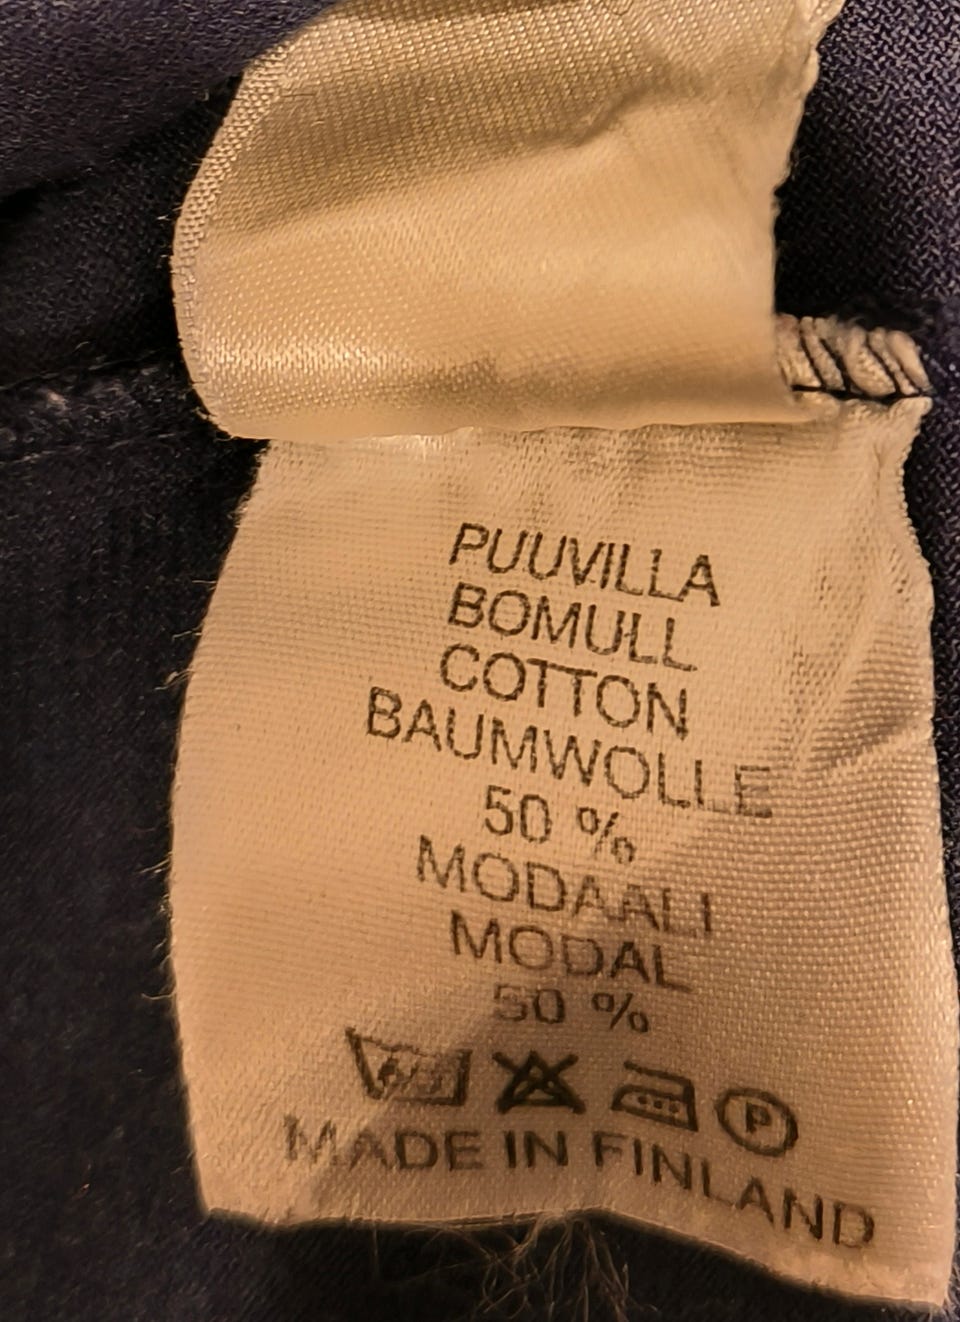 PUUVILLA
BOMULL
COTTON
BAUMWOLLE
50 %
MODAALI
MODAL
50 %
P
MADE IN FINLAND